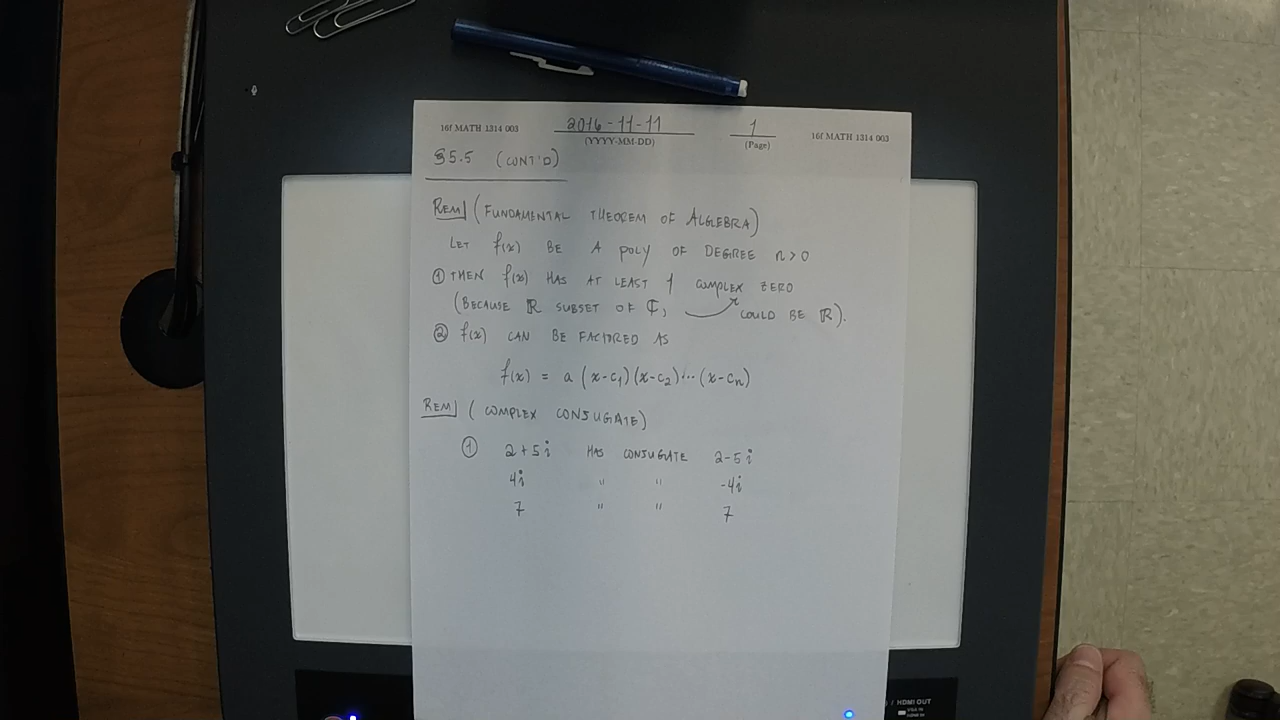 16f MATH 1314 003 2016-11-11 1 16f MATH 1314 003
(YYYY-MM-DD) (Page)
§5.5 (CONT'D)
REM (FUNDAMENTAL THEOREM OF ALGEBRA)
LET f(x) BE A POLY OF DEGREE n>0
① THEN f(x) HAS AT LEAST 1 COMPLEX ZERO
(BECAUSE ℝ SUBSET OF ℂ, COULD BE ℝ).
② f(x) CAN BE FACTORED AS
f(x) = a (x-c₁)(x-c₂)⋯(x-cₙ)
REM (COMPLEX CONJUGATE)
① 2+5i HAS CONJUGATE 2-5i
4i " " -4i
7 " " 7
/ HDMI OUT